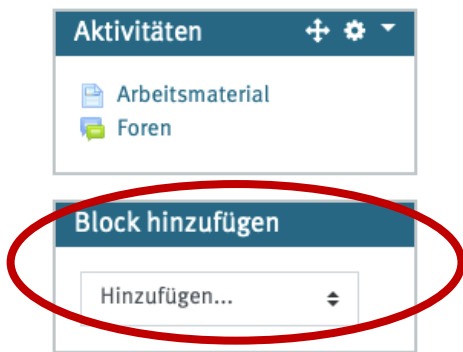 Aktivitäten
Arbeitsmaterial
Foren
Block hinzufügen
Hinzufügen...